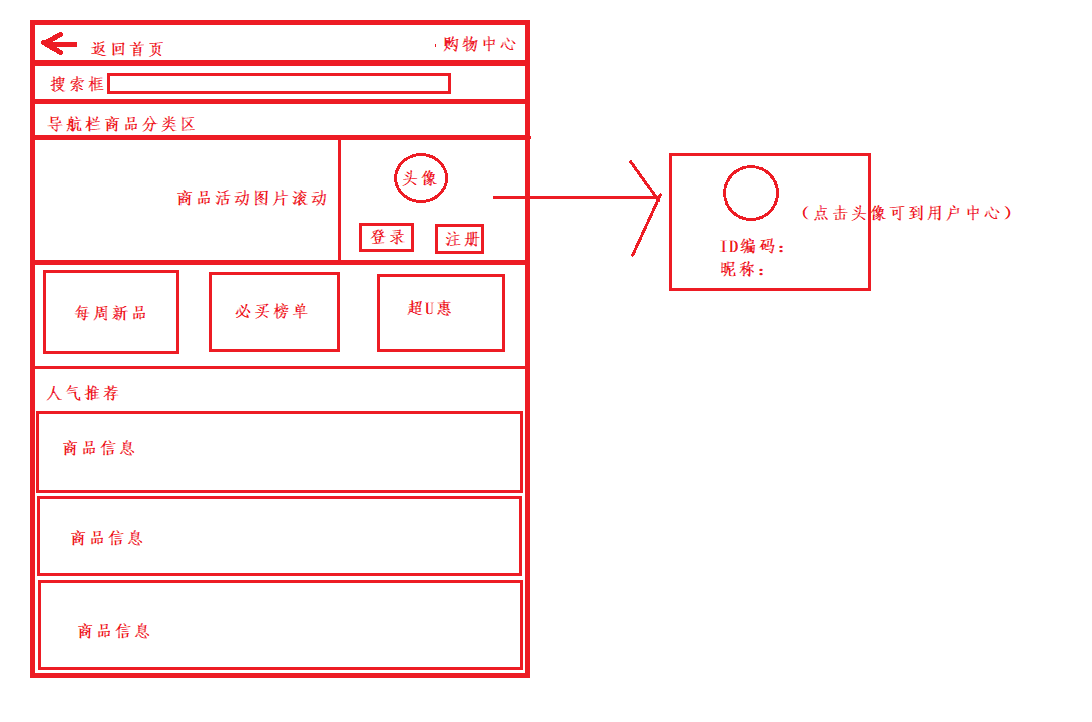 返回首页
购物中心
搜索框
导航栏商品分类区
商品活动图片滚动
头像
登录
注册
(点击头像可到用户中心)
ID编码:
昵称:
每周新品
必买榜单
超U惠
人气推荐
商品信息
商品信息
商品信息